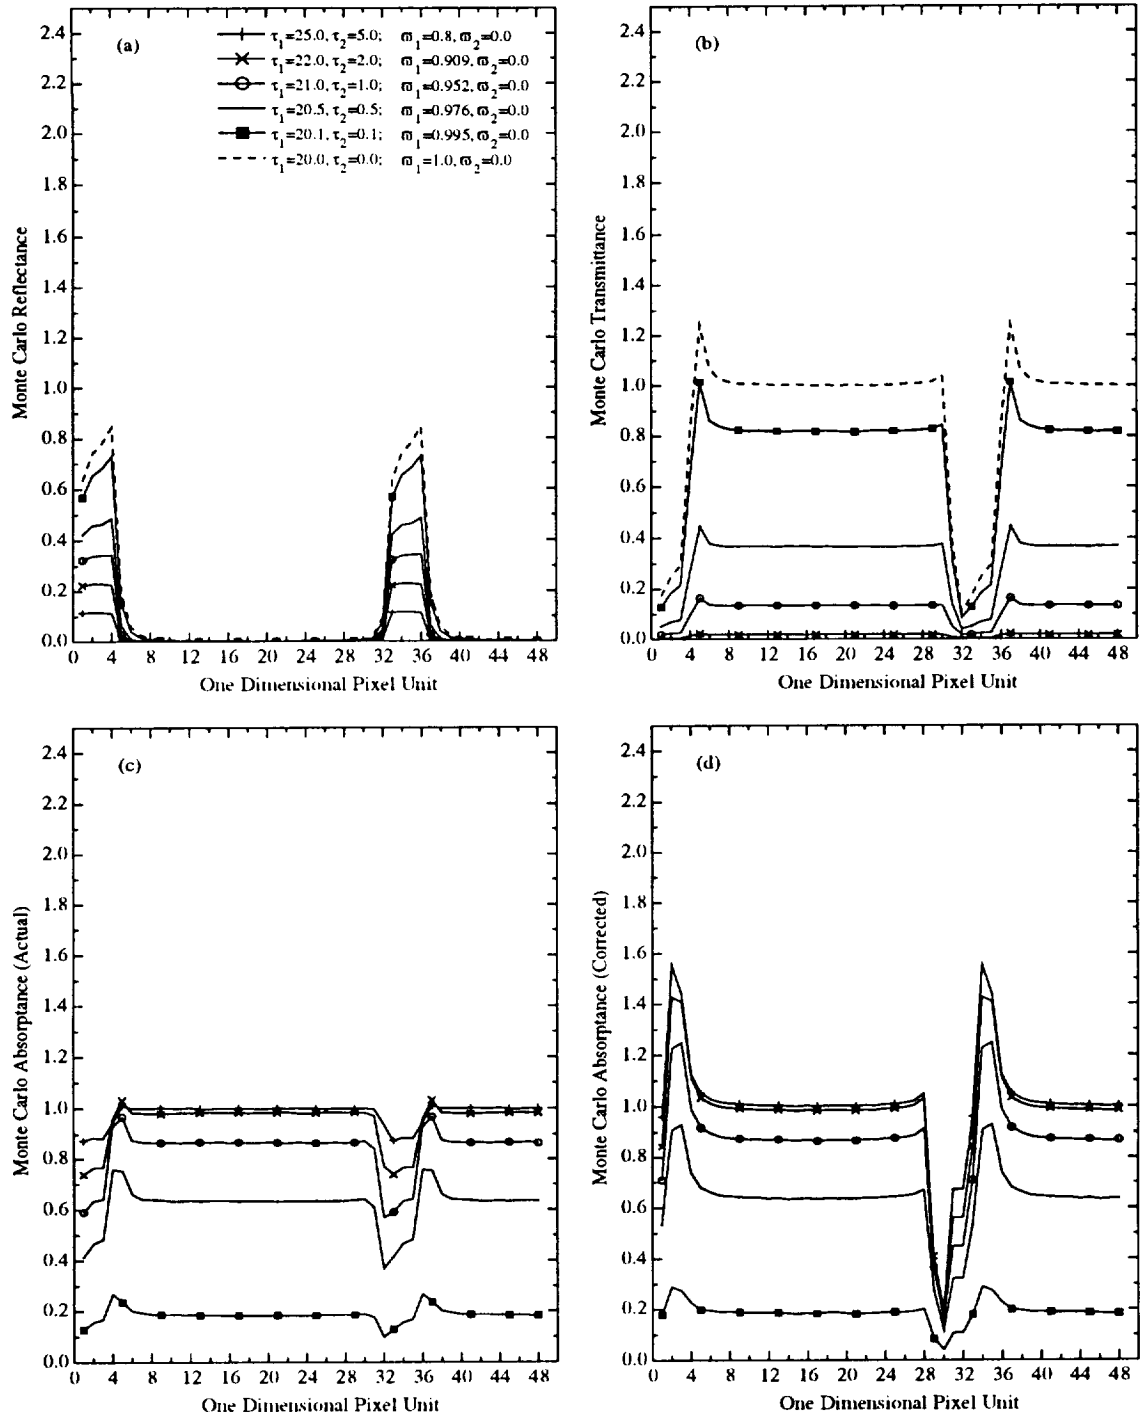 (a)
τ1=25.0, τ2=5.0; ϖ1=0.8, ϖ2=0.0
τ1=22.0, τ2=2.0; ϖ1=0.909, ϖ2=0.0
τ1=21.0, τ2=1.0; ϖ1=0.952, ϖ2=0.0
τ1=20.5, τ2=0.5; ϖ1=0.976, ϖ2=0.0
τ1=20.1, τ2=0.1; ϖ1=0.995, ϖ2=0.0
τ1=20.0, τ2=0.0; ϖ1=1.0, ϖ2=0.0
Monte Carlo Reflectance
2.4
2.2
2.0
1.8
1.6
1.4
1.2
1.0
0.8
0.6
0.4
0.2
0.0
0 4 8 12 16 20 24 28 32 36 40 44 48
One Dimensional Pixel Unit
(b)
Monte Carlo Transmittance
2.4
2.2
2.0
1.8
1.6
1.4
1.2
1.0
0.8
0.6
0.4
0.2
0.0
0 4 8 12 16 20 24 28 32 36 40 44 48
One Dimensional Pixel Unit
(c)
Monte Carlo Absorptance (Actual)
2.4
2.2
2.0
1.8
1.6
1.4
1.2
1.0
0.8
0.6
0.4
0.2
0.0
0 4 8 12 16 20 24 28 32 36 40 44 48
One Dimensional Pixel Unit
(d)
Monte Carlo Absorptance (Corrected)
2.4
2.2
2.0
1.8
1.6
1.4
1.2
1.0
0.8
0.6
0.4
0.2
0.0
0 4 8 12 16 20 24 28 32 36 40 44 48
One Dimensional Pixel Unit